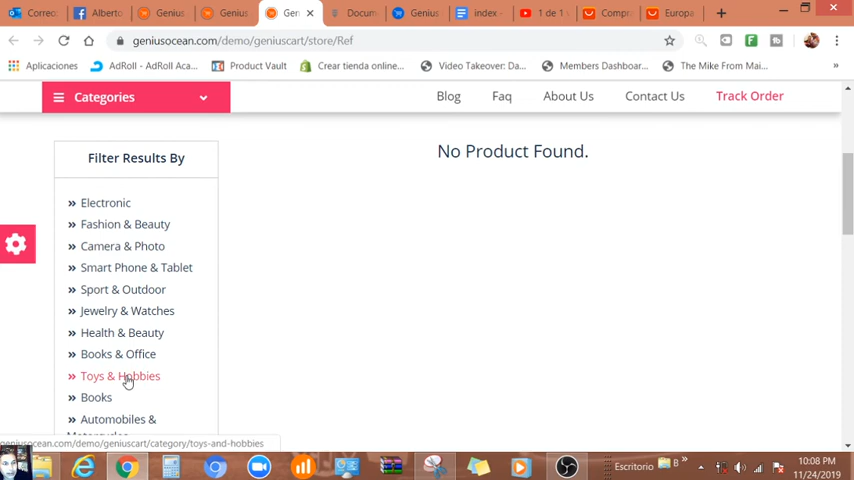 Correo
Alberto
Genius
Genius
Gen
Docum
Genius
index
1 de 1
Compr
Europa
geniusocean.com/demo/geniuscart/store/Ref
Aplicaciones
AdRoll - AdRoll Aca...
Product Vault
Crear tienda online...
Video Takeover: Da...
Members Dashboar...
The Mike From Mai...
Categories
Blog
Faq
About Us
Contact Us
Track Order
Filter Results By
No Product Found.
» Electronic
» Fashion & Beauty
» Camera & Photo
» Smart Phone & Tablet
» Sport & Outdoor
» Jewelry & Watches
» Health & Beauty
» Books & Office
» Toys & Hobbies
» Books
» Automobiles &
geniusocean.com/demo/geniuscart/category/toys-and-hobbies
Escritorio
B
10:08 PM
11/24/2019